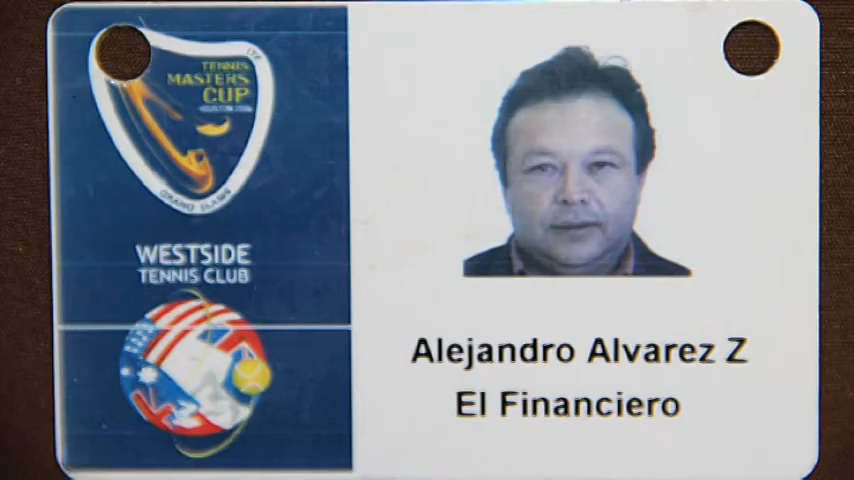 TENNIS
MASTERS
CUP
WESTSIDE
TENNIS CLUB
Alejandro Alvarez Z
El Financiero